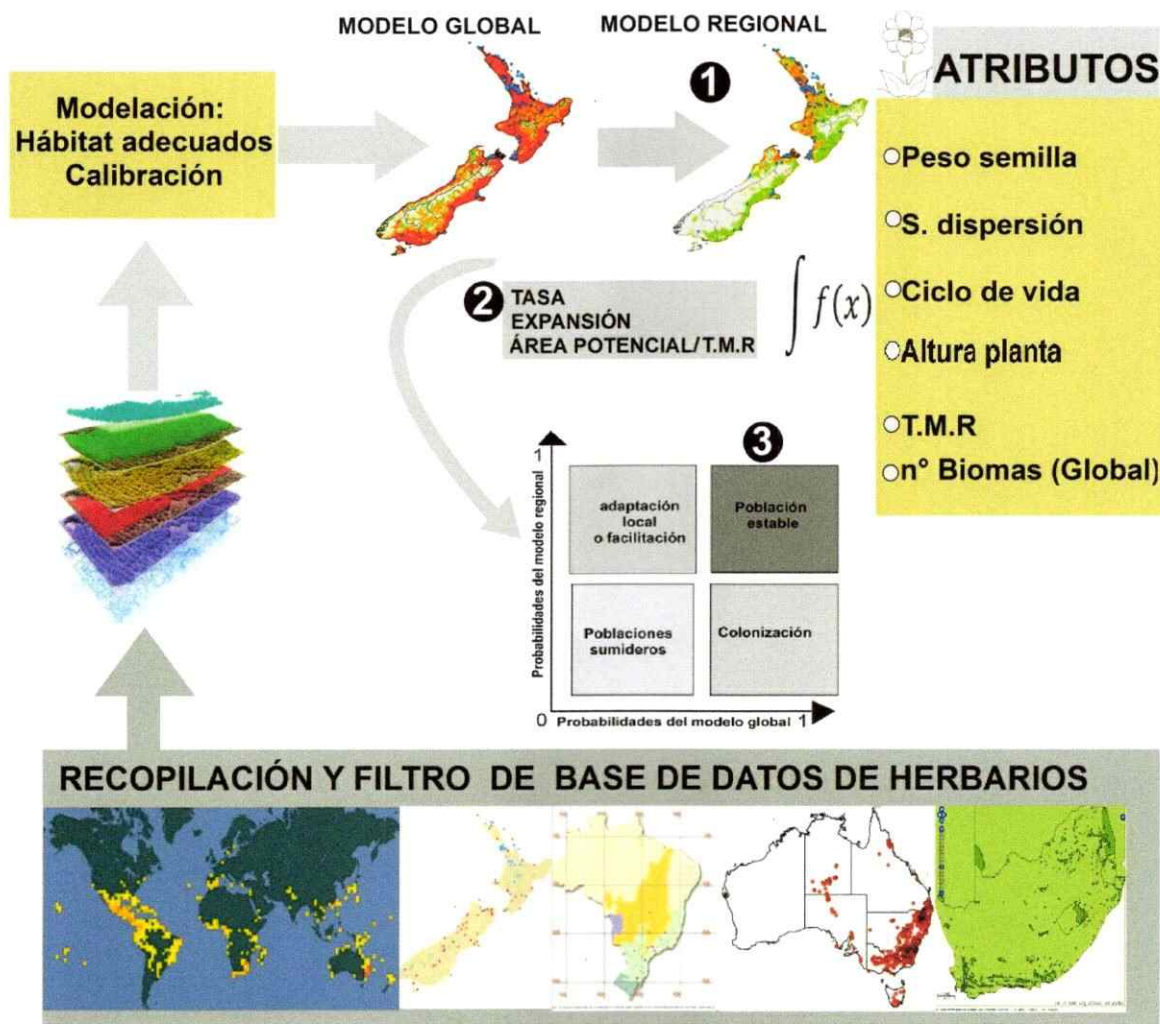 MODELO GLOBAL
MODELO REGIONAL
Modelación:
Hábitat adecuados
Calibración
1
ATRIBUTOS
Peso semilla
S. dispersión
Ciclo de vida
Altura planta
T.M.R
n° Biomas (Global)
2
TASA
EXPANSIÓN
ÁREA POTENCIAL/T.M.R
∫ f(x)
3
Probabilidades del modelo regional
1
adaptación
local
o facilitación
Población
estable
Poblaciones
sumideros
Colonización
0
Probabilidades del modelo global
1
RECOPILACIÓN Y FILTRO DE BASE DE DATOS DE HERBARIOS